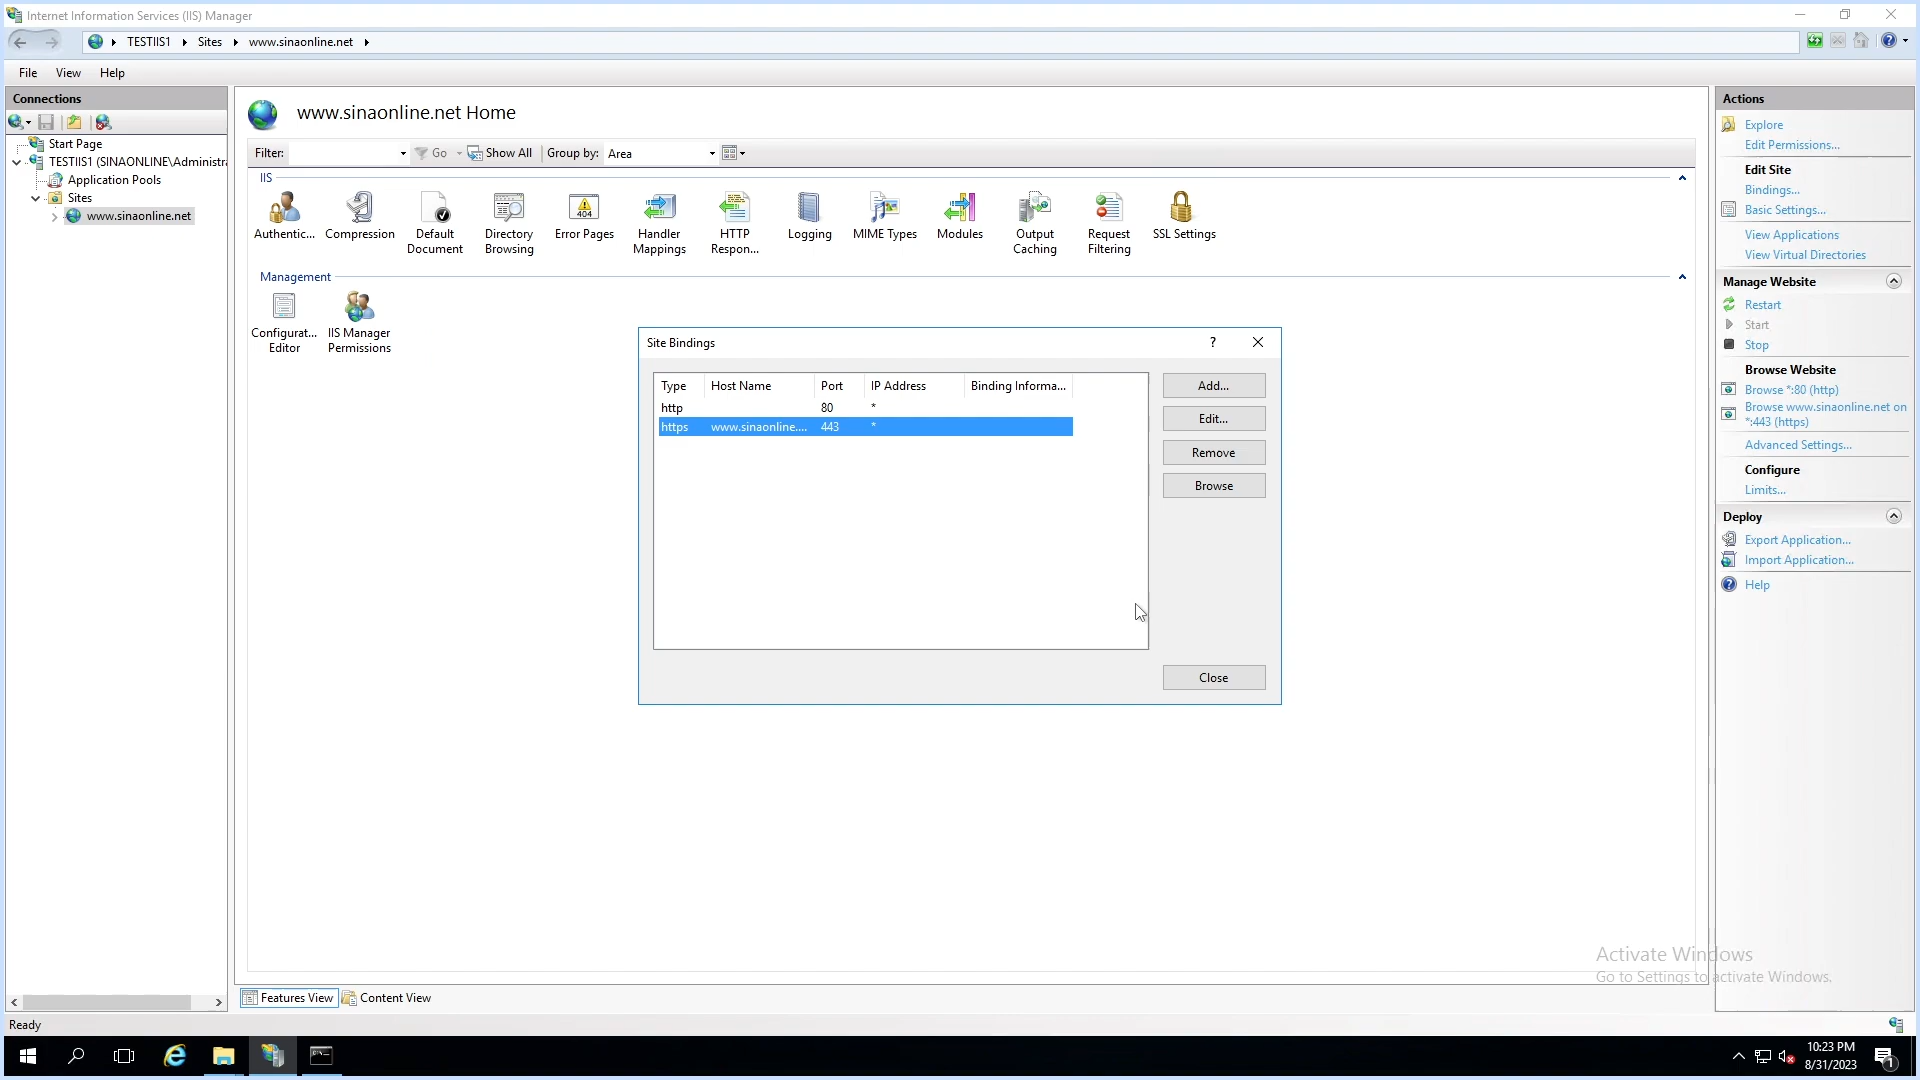 Internet Information Services (IIS) Manager
TESTIIS1
Sites
www.sinaonline.net
File
View
Help
Connections
Start Page
TESTIIS1 (SINAONLINE\Administra
Application Pools
Sites
www.sinaonline.net
www.sinaonline.net Home
Filter:
Go
Show All
Group by:
Area
IIS
Authentic...
Compression
Default
Document
Directory
Browsing
404
Error Pages
Handler
Mappings
HTTP
Respon...
Logging
MIME Types
Modules
Output
Caching
Request
Filtering
SSL Settings
Management
Configurat...
Editor
IIS Manager
Permissions
Site Bindings
?
Type Host Name Port IP Address Binding Informa...
http 80 *
https www.sinaonline.... 443 *
Add...
Edit...
Remove
Browse
Close
Actions
Explore
Edit Permissions...
Edit Site
Bindings...
Basic Settings...
View Applications
View Virtual Directories
Manage Website
Restart
Start
Stop
Browse Website
Browse *:80 (http)
Browse www.sinaonline.net on
*:443 (https)
Advanced Settings...
Configure
Limits...
Deploy
Export Application...
Import Application...
Help
Activate Windows
Go to Settings to activate Windows.
Features View
Content View
Ready
10:23 PM
8/31/2023
1